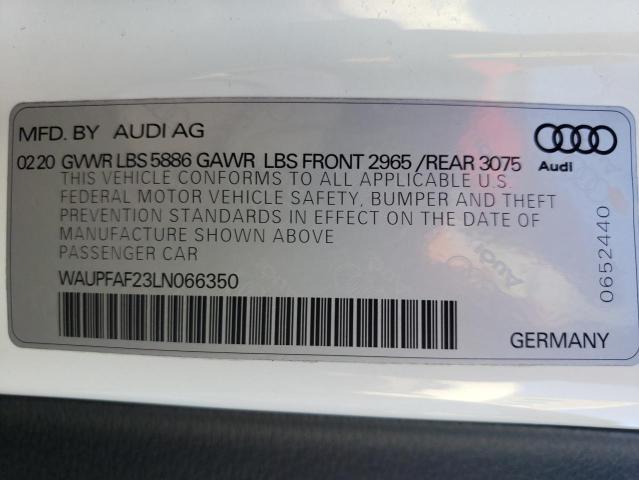 MFD. BY AUDI AG
Audi
02 20 GVWR LBS 5886 GAWR LBS FRONT 2965 /REAR 3075
THIS VEHICLE CONFORMS TO ALL APPLICABLE U.S.
FEDERAL MOTOR VEHICLE SAFETY, BUMPER AND THEFT
PREVENTION STANDARDS IN EFFECT ON THE DATE OF
MANUFACTURE SHOWN ABOVE
PASSENGER CAR
WAUPFAF23LN066350
GERMANY
0652440
Audi